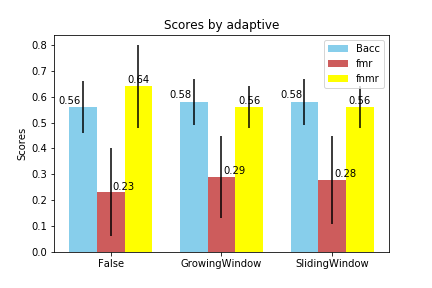 Scores by adaptive
Bacc
fmr
fnmr
Scores
0.8
0.7
0.6
0.5
0.4
0.3
0.2
0.1
0.0
0.56
0.23
0.64
0.58
0.29
0.56
0.58
0.28
0.56
False
GrowingWindow
SlidingWindow